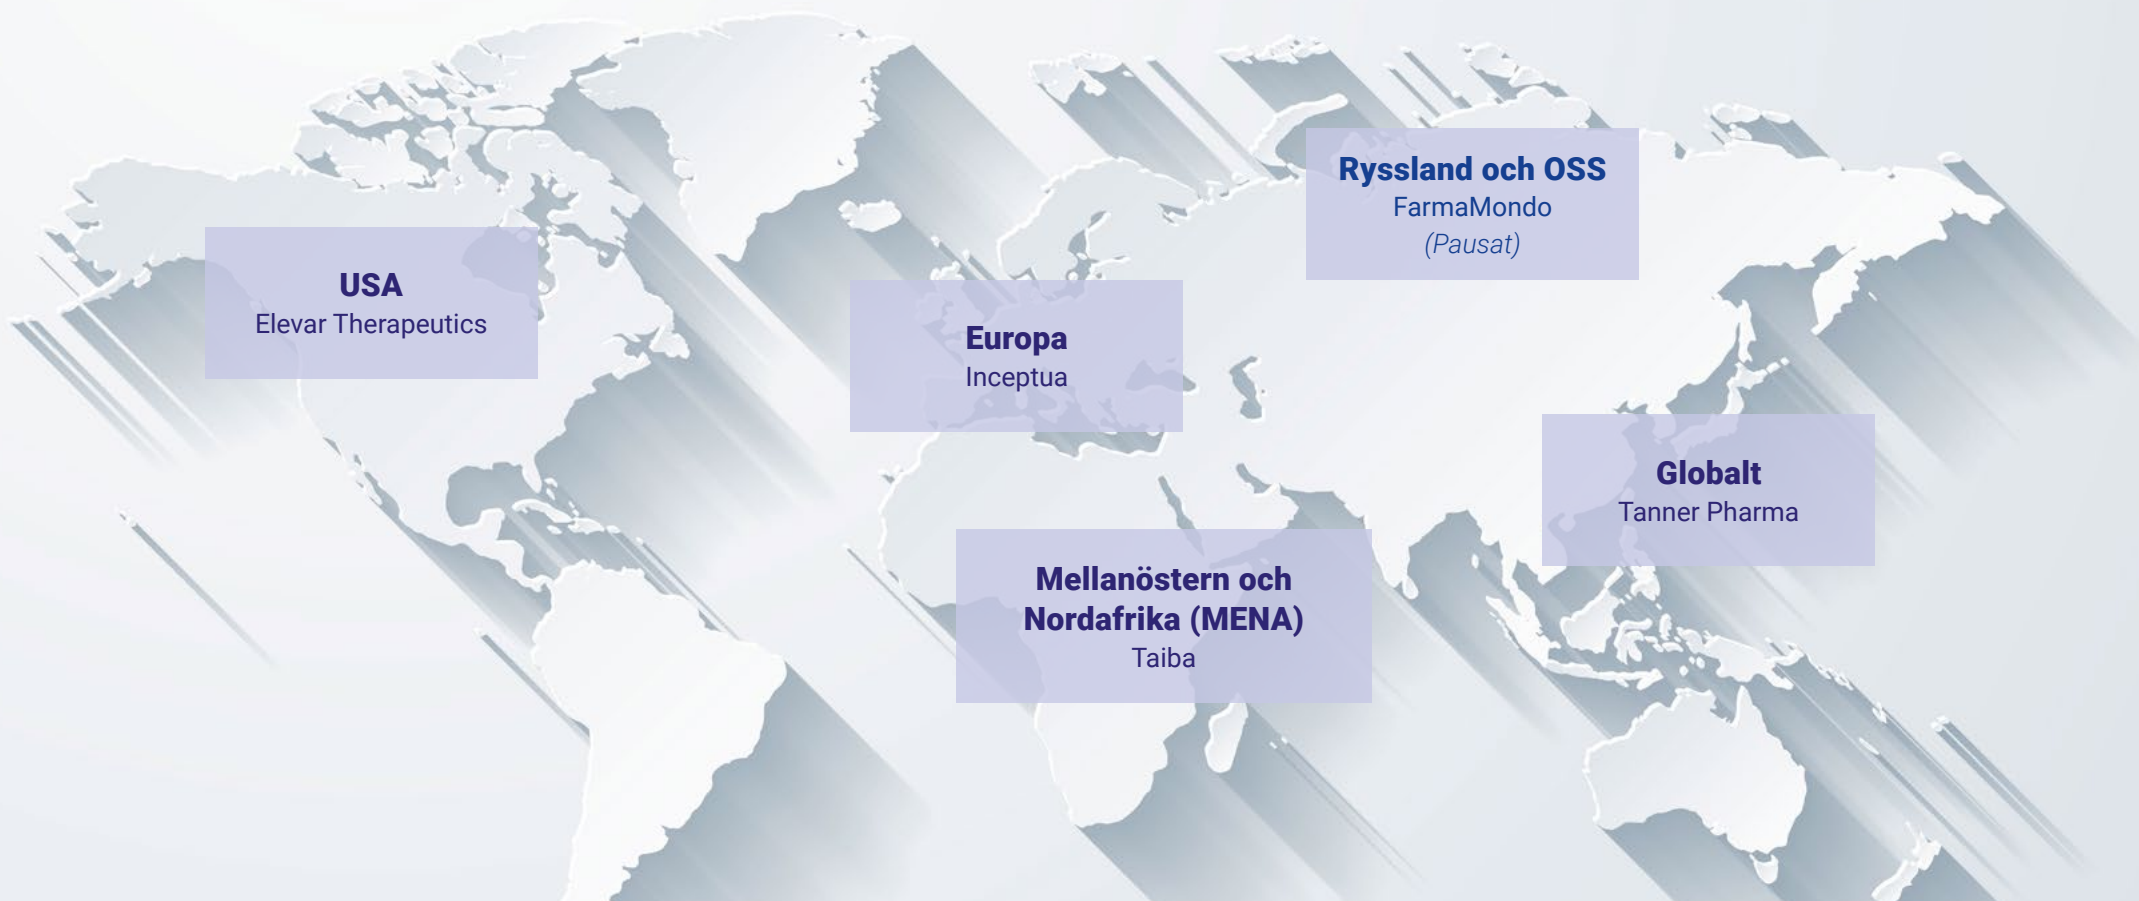 Ryssland och OSS
FarmaMondo
(Pausat)
USA
Elevar Therapeutics
Europa
Inceptua
Globalt
Tanner Pharma
Mellanöstern och
Nordafrika (MENA)
Taiba